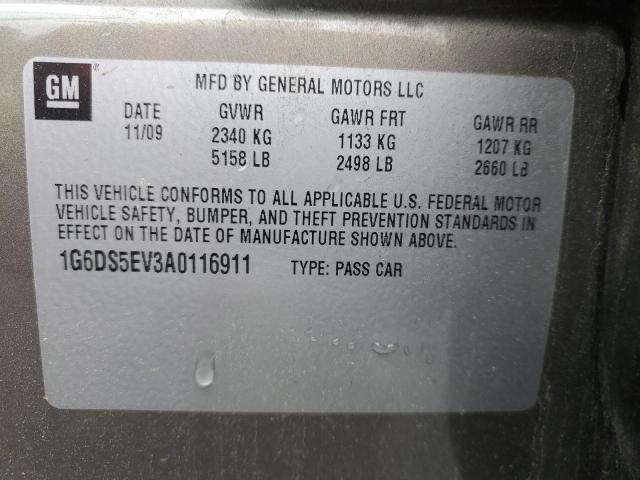 GM
MFD BY GENERAL MOTORS LLC
DATE GVWR GAWR FRT GAWR RR
11/09 2340 KG 1133 KG 1207 KG
5158 LB 2498 LB 2660 LB
THIS VEHICLE CONFORMS TO ALL APPLICABLE U.S. FEDERAL MOTOR
VEHICLE SAFETY, BUMPER, AND THEFT PREVENTION STANDARDS IN
EFFECT ON THE DATE OF MANUFACTURE SHOWN ABOVE.
1G6DS5EV3A0116911 TYPE: PASS CAR